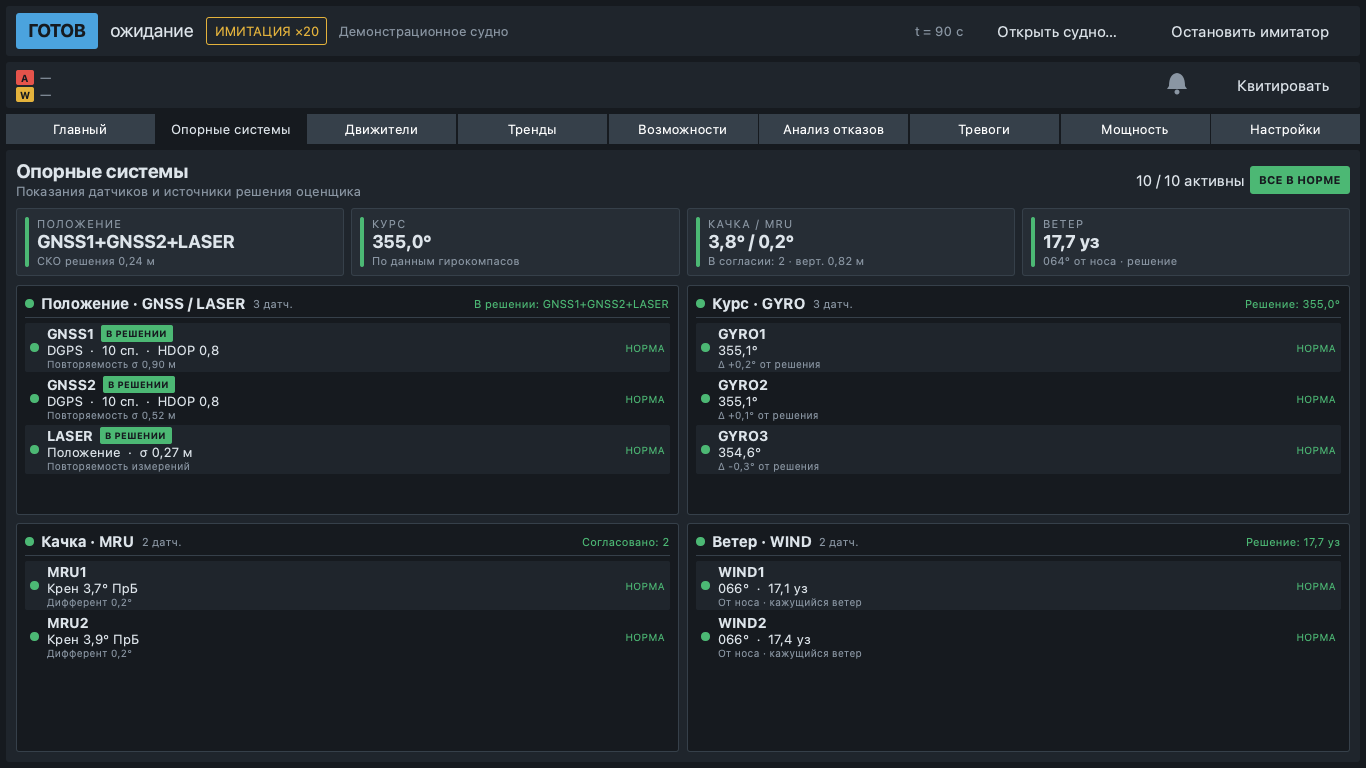 ГОТОВ ожидание ИМИТАЦИЯ ×20 Демонстрационное судно t = 90 с Открыть судно... Остановить имитатор
A —
W —
Квитировать
Главный Опорные системы Движители Тренды Возможности Анализ отказов Тревоги Мощность Настройки
Опорные системы
Показания датчиков и источники решения оценщика
10 / 10 активны ВСЕ В НОРМЕ
ПОЛОЖЕНИЕ
GNSS1+GNSS2+LASER
СКО решения 0,24 м
КУРС
355,0°
По данным гирокомпасов
КАЧКА / MRU
3,8° / 0,2°
В согласии: 2 · верт. 0,82 м
ВЕТЕР
17,7 уз
064° от носа · решение
Положение · GNSS / LASER 3 датч. В решении: GNSS1+GNSS2+LASER
GNSS1 В РЕШЕНИИ
DGPS · 10 сп. · HDOP 0,8
Повторяемость σ 0,90 м
НОРМА
GNSS2 В РЕШЕНИИ
DGPS · 10 сп. · HDOP 0,8
Повторяемость σ 0,52 м
НОРМА
LASER В РЕШЕНИИ
Положение · σ 0,27 м
Повторяемость измерений
НОРМА
Курс · GYRO 3 датч. Решение: 355,0°
GYRO1
355,1°
Δ +0,2° от решения
НОРМА
GYRO2
355,1°
Δ +0,1° от решения
НОРМА
GYRO3
354,6°
Δ -0,3° от решения
НОРМА
Качка · MRU 2 датч. Согласовано: 2
MRU1
Крен 3,7° ПрБ
Дифферент 0,2°
НОРМА
MRU2
Крен 3,9° ПрБ
Дифферент 0,2°
НОРМА
Ветер · WIND 2 датч. Решение: 17,7 уз
WIND1
066° · 17,1 уз
От носа · кажущийся ветер
НОРМА
WIND2
066° · 17,4 уз
От носа · кажущийся ветер
НОРМА